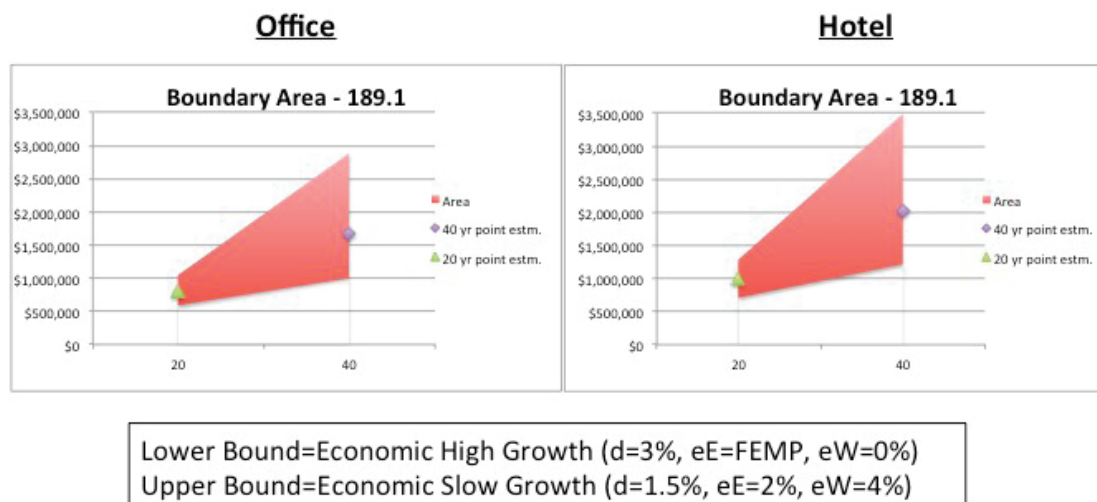 Office
Hotel
Boundary Area - 189.1
$3,500,000
$3,000,000
$2,500,000
$2,000,000
$1,500,000
$1,000,000
$500,000
$0
20
40
Area
40 yr point estm.
20 yr point estm.
Boundary Area - 189.1
$3,500,000
$3,000,000
$2,500,000
$2,000,000
$1,500,000
$1,000,000
$500,000
$0
20
40
Area
40 yr point estm.
20 yr point estm.
Lower Bound=Economic High Growth (d=3%, eE=FEMP, eW=0%)
Upper Bound=Economic Slow Growth (d=1.5%, eE=2%, eW=4%)